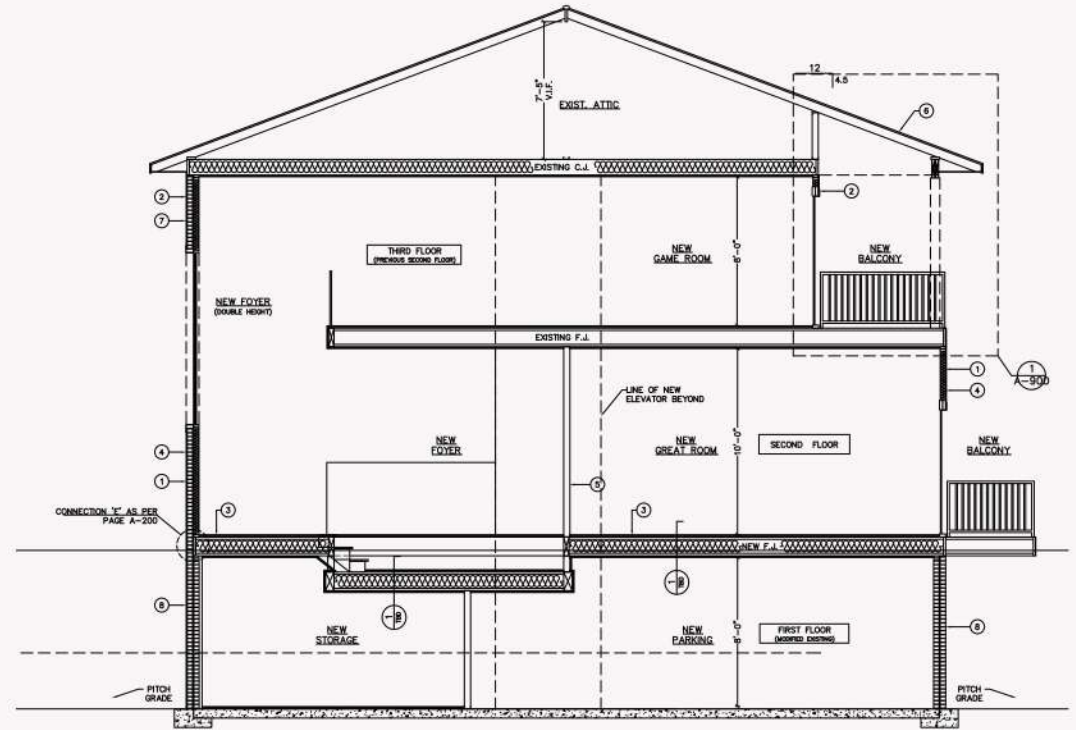 12
4.5
7'-5"
V.I.F.
EXIST. ATTIC
6
EXISTING C.J.
2
7
2
THIRD FLOOR
(PREVIOUS SECOND FLOOR)
NEW
GAME ROOM
8'-0"
NEW
BALCONY
NEW FOYER
(DOUBLE HEIGHT)
EXISTING F.J.
1
4
1
A-900
LINE OF NEW
ELEVATOR BEYOND
NEW
FOYER
NEW
GREAT ROOM
10'-0"
SECOND FLOOR
NEW
BALCONY
4
1
5
CONNECTION 'E' AS PER
PAGE A-200
3
3
NEW F.J.
1
TBD
1
TBD
8
NEW
STORAGE
NEW
PARKING
8'-0"
FIRST FLOOR
(MODIFIED EXISTING)
8
PITCH
GRADE
PITCH
GRADE